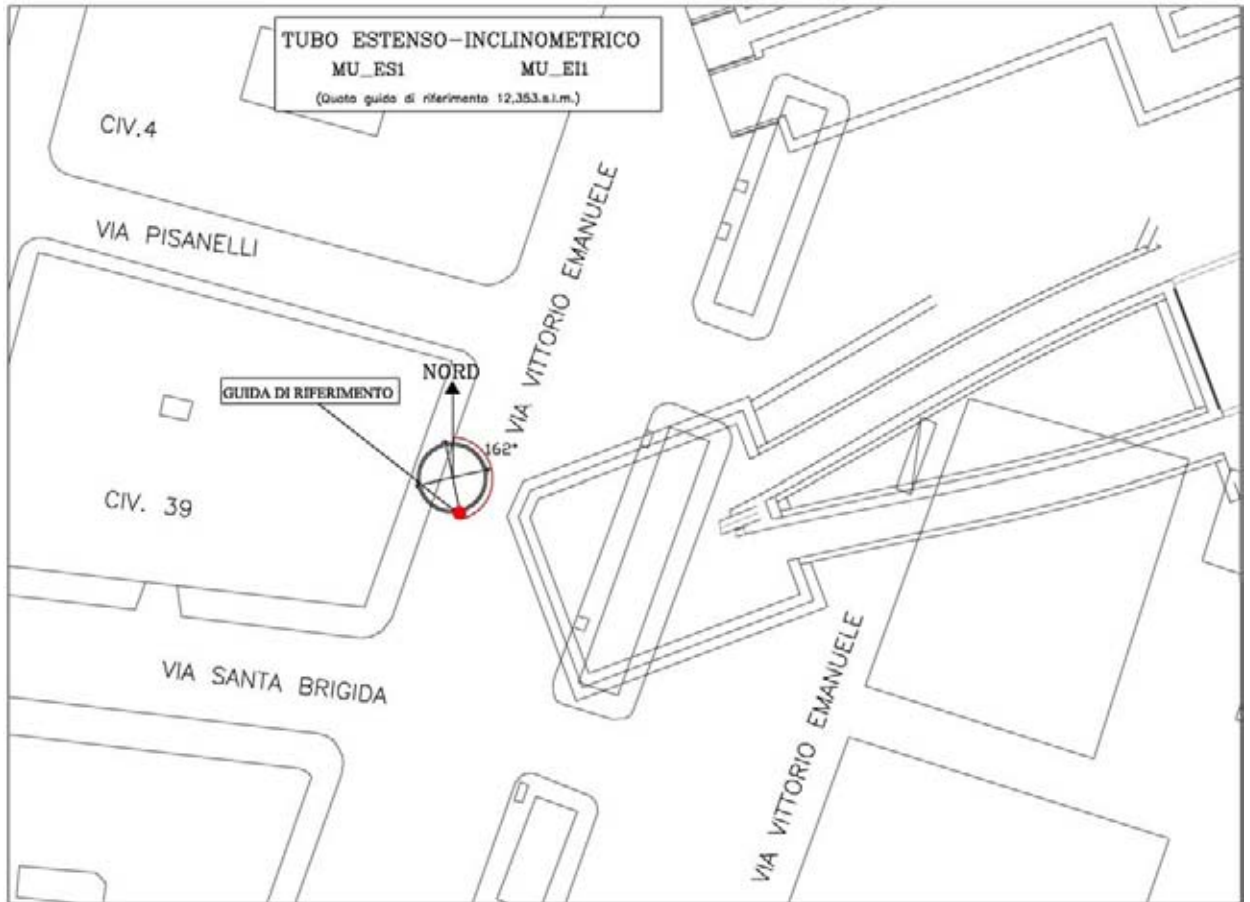 TUBO ESTENSO-INCLINOMETRICO
MU_ES1 MU_EI1
(Quota guida di riferimento 12,353.s.l.m.)
CIV.4
VIA PISANELLI
VIA VITTORIO EMANUELE
NORD
GUIDA DI RIFERIMENTO
162°
CIV. 39
VIA SANTA BRIGIDA
VIA VITTORIO EMANUELE